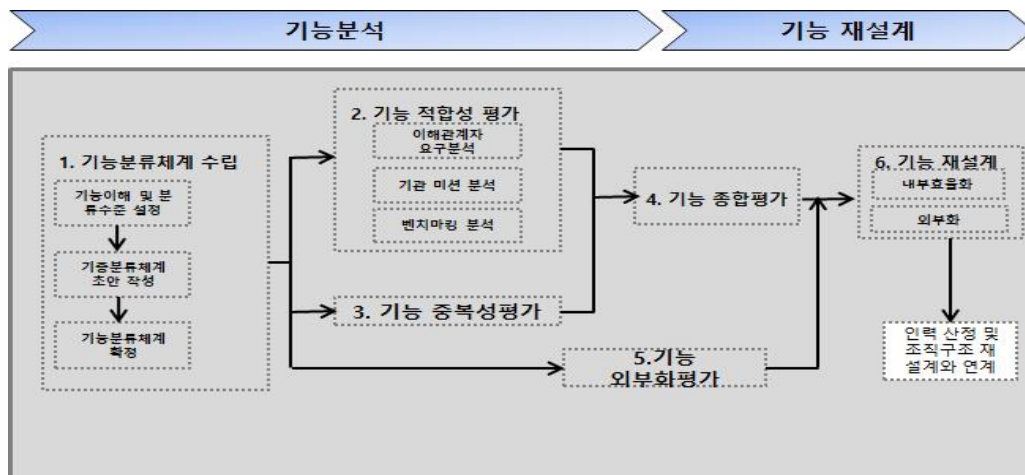 기능분석
기능 재설계
1. 기능분류체계 수립
기능이해 및 분
류수준 설정
기층분류체계
초안 작성
기능분류체계
확정
2. 기능 적합성 평가
이해관계자
요구분석
기관 미션 분석
벤치마킹 분석
3. 기능 중복성평가
4. 기능 종합평가
5.기능
외부화평가
6. 기능 재설계
내부효율화
외부화
인력 산정 및
조직구조 재
설계와 연계